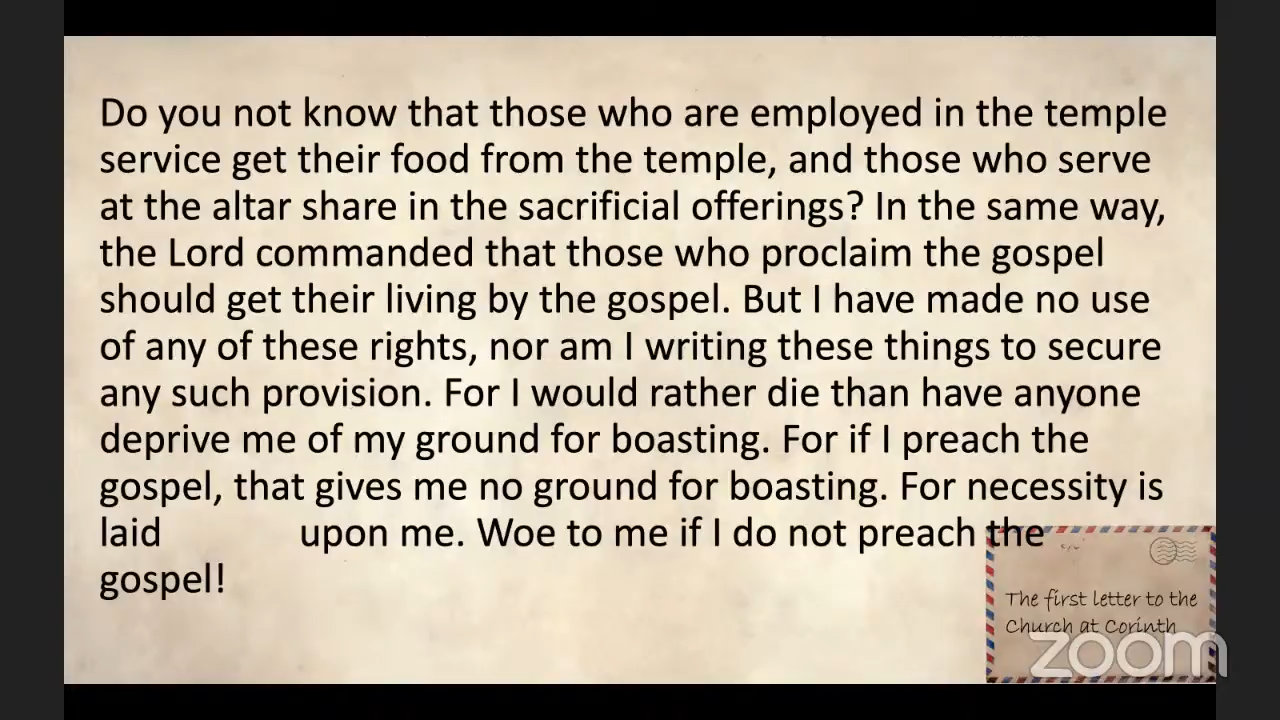 Do you not know that those who are employed in the temple
service get their food from the temple, and those who serve
at the altar share in the sacrificial offerings? In the same way,
the Lord commanded that those who proclaim the gospel
should get their living by the gospel. But I have made no use
of any of these rights, nor am I writing these things to secure
any such provision. For I would rather die than have anyone
deprive me of my ground for boasting. For if I preach the
gospel, that gives me no ground for boasting. For necessity is
laid upon me. Woe to me if I do not preach the
gospel!
The first letter to the
Church at Corinth
zoom